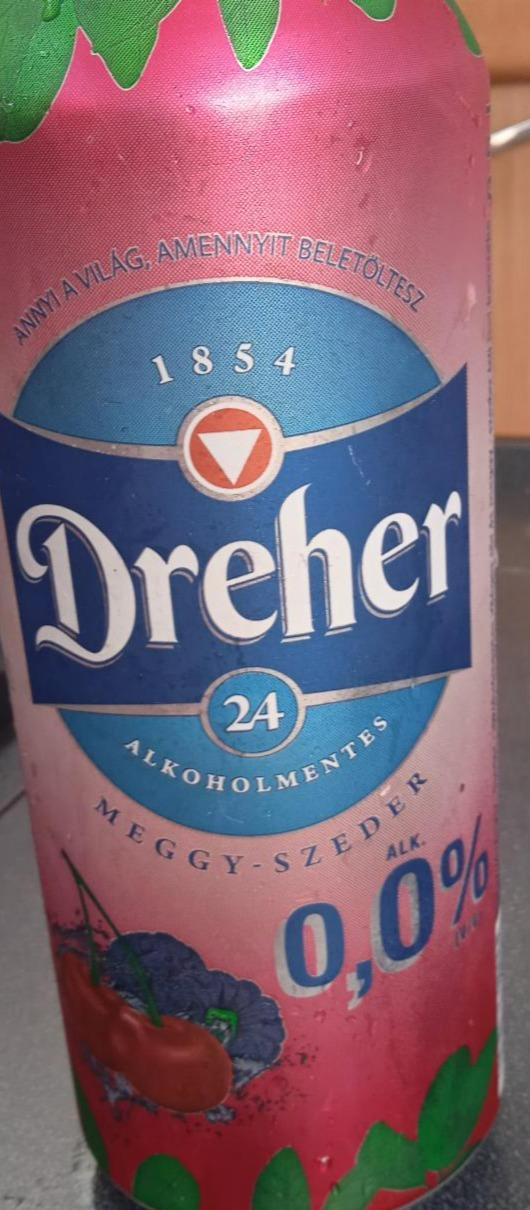 ANNYI A VILÁG, AMENNYIT BELETÖLTESZ
1854
Dreher
24
ALKOHOLMENTES
MEGGY-SZEDER
ALK.
0,0%